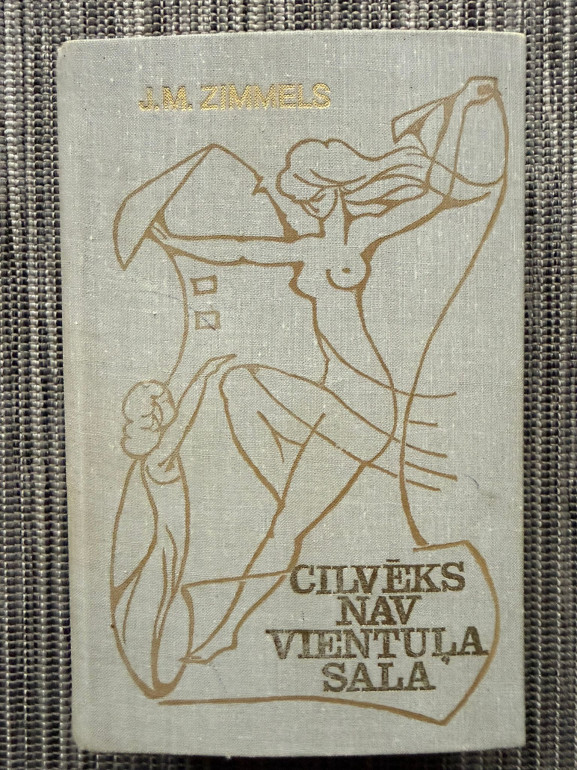 J.M. ZIMMELS
CILVĒKS
NAV
VIENTUĻA
SALA